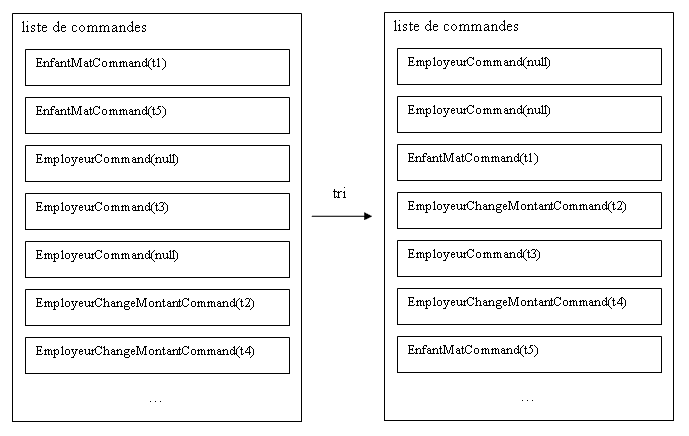 liste de commandes
EnfantMatCommand(t1)
EnfantMatCommand(t5)
EmployeurCommand(null)
EmployeurCommand(t3)
EmployeurCommand(null)
EmployeurChangeMontantCommand(t2)
EmployeurChangeMontantCommand(t4)
...
tri
liste de commandes
EmployeurCommand(null)
EmployeurCommand(null)
EnfantMatCommand(t1)
EmployeurChangeMontantCommand(t2)
EmployeurCommand(t3)
EmployeurChangeMontantCommand(t4)
EnfantMatCommand(t5)
...